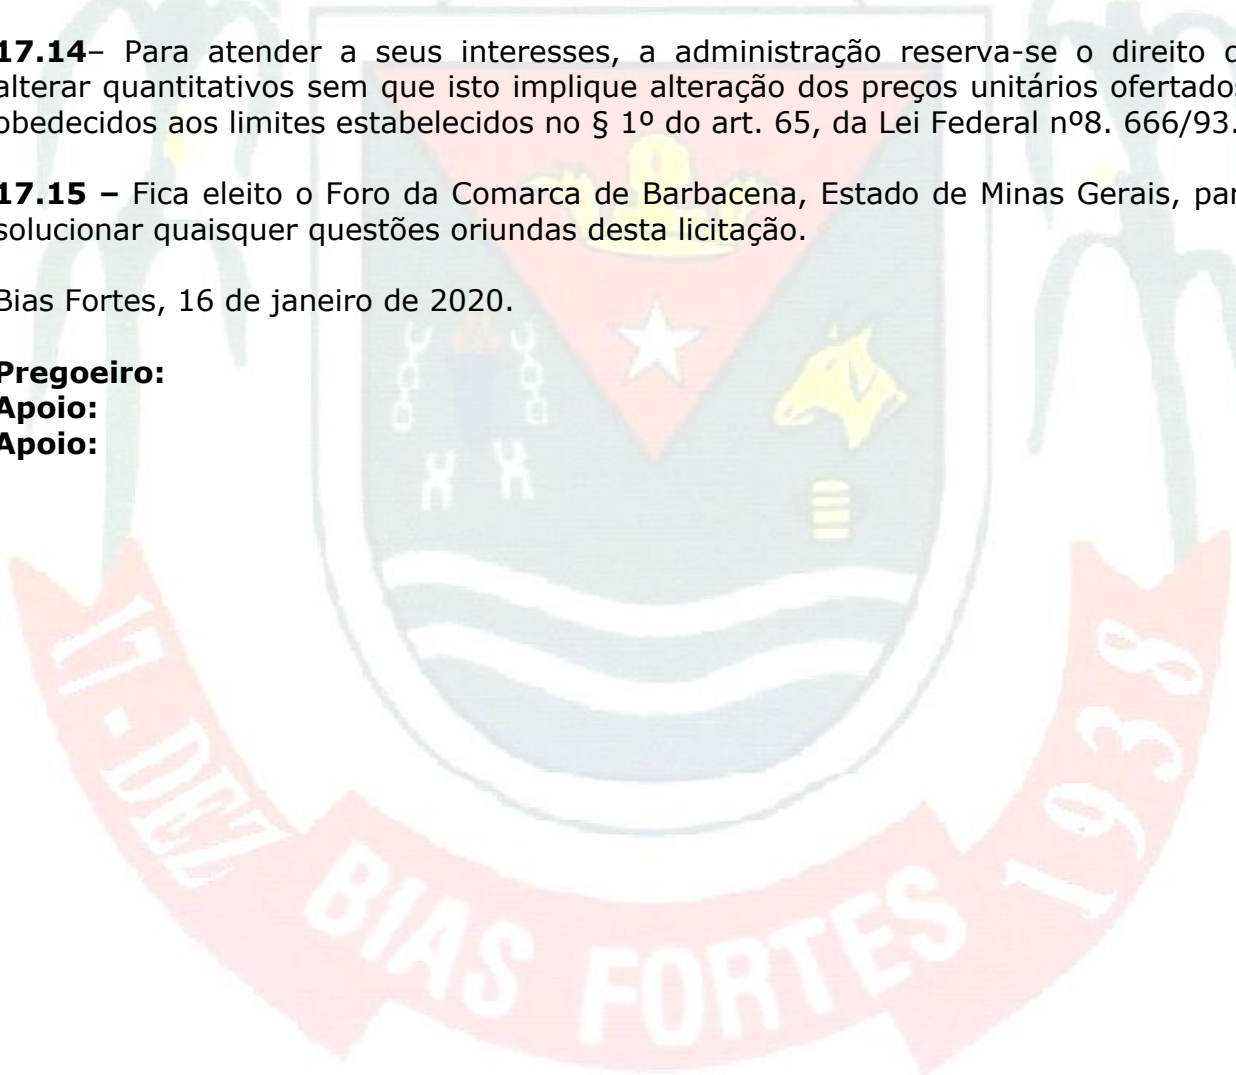 17.14– Para atender a seus interesses, a administração reserva-se o direito d
alterar quantitativos sem que isto implique alteração dos preços unitários ofertados
obedecidos aos limites estabelecidos no § 1º do art. 65, da Lei Federal nº8. 666/93.
17.15 – Fica eleito o Foro da Comarca de Barbacena, Estado de Minas Gerais, par
solucionar quaisquer questões oriundas desta licitação.
Bias Fortes, 16 de janeiro de 2020.
Pregoeiro:
Apoio:
Apoio:
17 - DEZ BIAS FORTES 1938